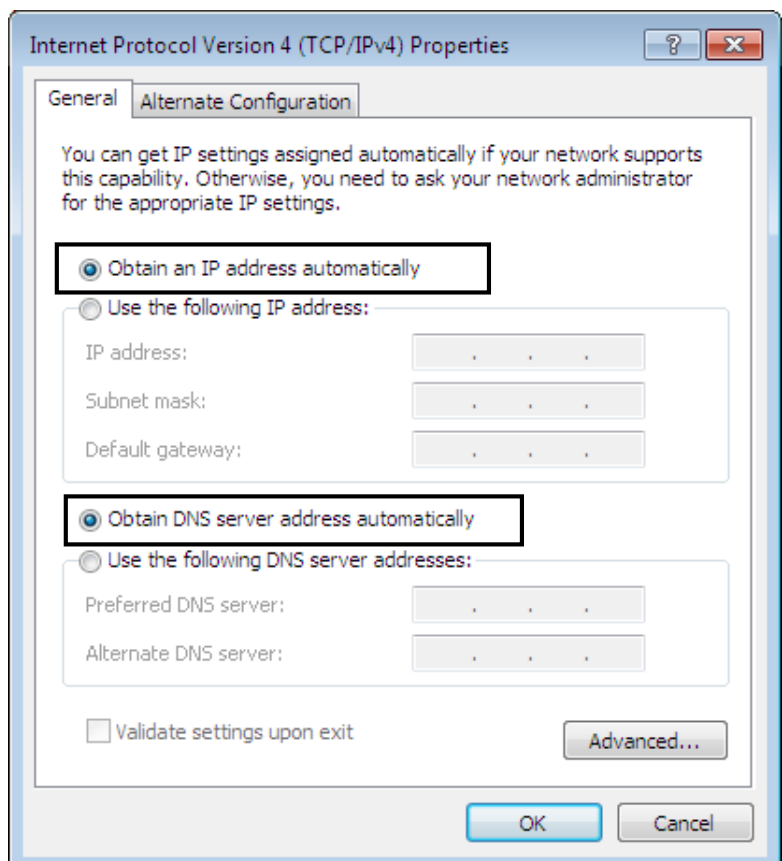 Internet Protocol Version 4 (TCP/IPv4) Properties
General
Alternate Configuration
You can get IP settings assigned automatically if your network supports
this capability. Otherwise, you need to ask your network administrator
for the appropriate IP settings.
Obtain an IP address automatically
Use the following IP address:
IP address:
Subnet mask:
Default gateway:
Obtain DNS server address automatically
Use the following DNS server addresses:
Preferred DNS server:
Alternate DNS server:
Validate settings upon exit
Advanced...
OK
Cancel